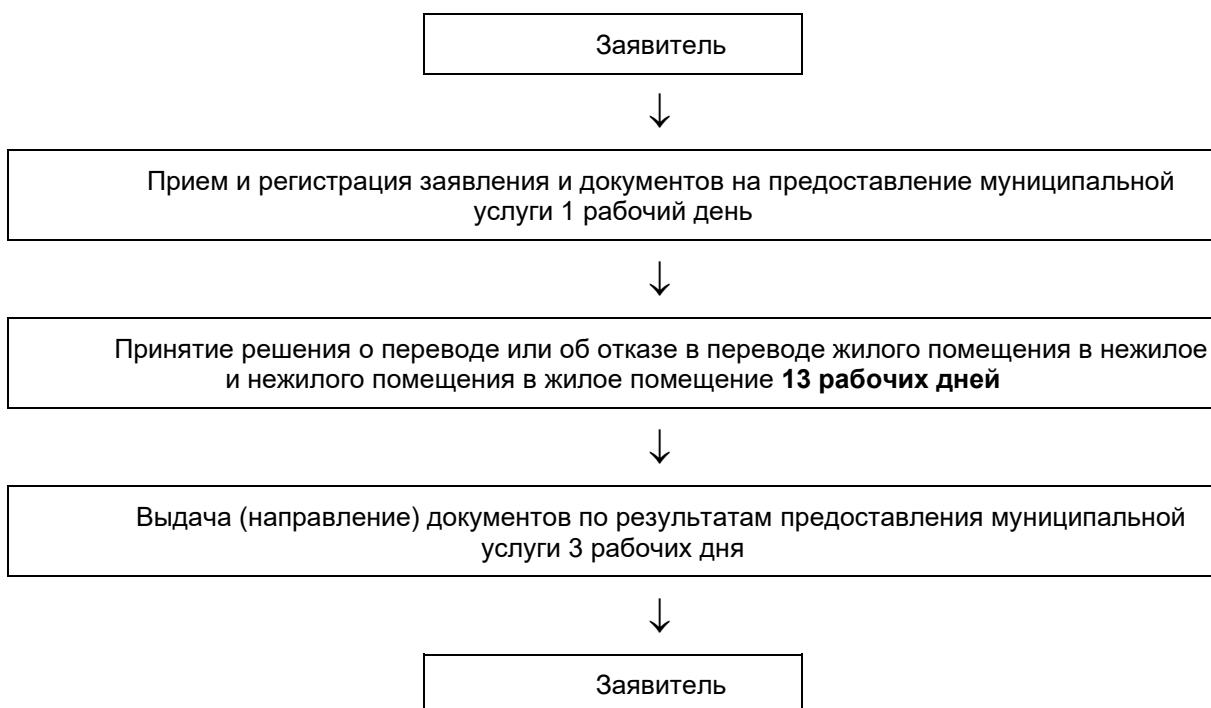 Заявитель
↓
Прием и регистрация заявления и документов на предоставление муниципальной
услуги 1 рабочий день
↓
Принятие решения о переводе или об отказе в переводе жилого помещения в нежилое
и нежилого помещения в жилое помещение 13 рабочих дней
↓
Выдача (направление) документов по результатам предоставления муниципальной
услуги 3 рабочих дня
↓
Заявитель